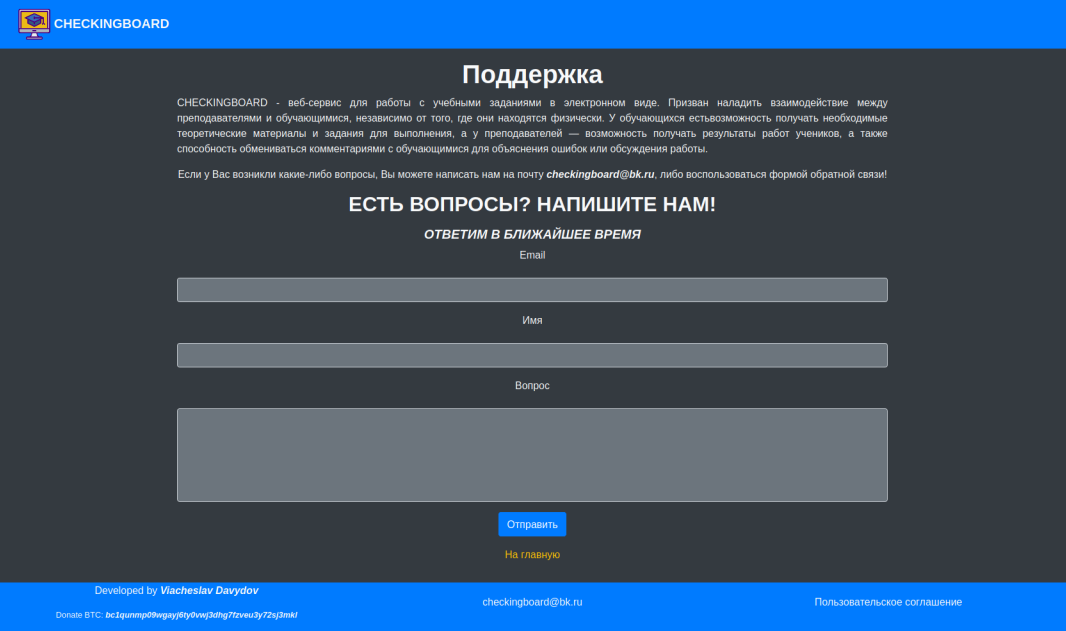 CHECKINGBOARD
Поддержка
CHECKINGBOARD - веб-сервис для работы с учебными заданиями в электронном виде. Призван наладить взаимодействие между
преподавателями и обучающимися, независимо от того, где они находятся физически. У обучающихся естьвозможность получать необходимые
теоретические материалы и задания для выполнения, а у преподавателей — возможность получать результаты работ учеников, а также
способность обмениваться комментариями с обучающимися для объяснения ошибок или обсуждения работы.
Если у Вас возникли какие-либо вопросы, Вы можете написать нам на почту checkingboard@bk.ru, либо воспользоваться формой обратной связи!
ЕСТЬ ВОПРОСЫ? НАПИШИТЕ НАМ!
ОТВЕТИМ В БЛИЖАЙШЕЕ ВРЕМЯ
Email
Имя
Вопрос
Отправить
На главную
Developed by Viacheslav Davydov
Donate BTC: bc1qunmp09wgayj6ty0vwj3dhg7fzveu3y72sj3mkl
checkingboard@bk.ru
Пользовательское соглашение